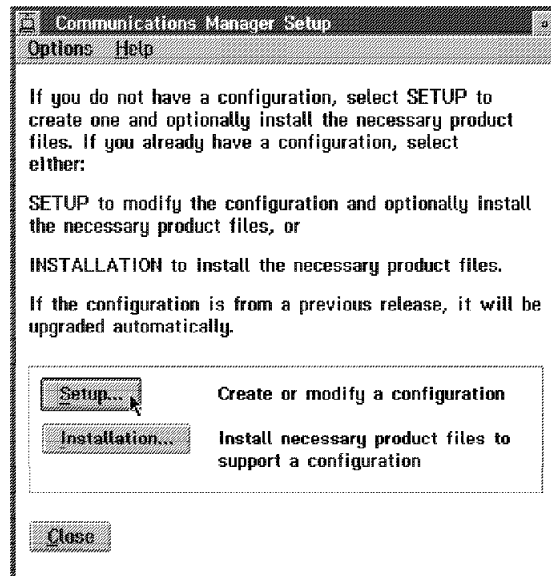 Communications Manager Setup
Options Help
If you do not have a configuration, select SETUP to
create one and optionally install the necessary product
files. If you already have a configuration, select
either:
SETUP to modify the configuration and optionally install
the necessary product files, or
INSTALLATION to install the necessary product files.
If the configuration is from a previous release, it will be
upgraded automatically.
Setup... Create or modify a configuration
Installation... Install necessary product files to
support a configuration
Close